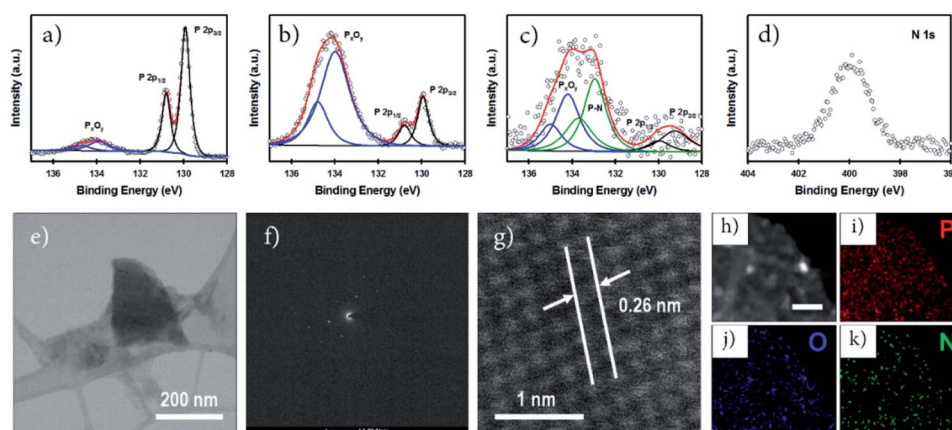 a)
P 2p3/2
P 2p1/2
PxOy
Intensity (a.u.)
136 134 132 130 128
Binding Energy (eV)
b)
PxOy
P 2p3/2
P 2p1/2
Intensity (a.u.)
136 134 132 130 128
Binding Energy (eV)
c)
PxOy
P-N
P 2p1/2
P 2p3/2
Intensity (a.u.)
136 134 132 130 128
Binding Energy (eV)
d)
N 1s
Intensity (a.u.)
404 402 400 398
Binding Energy (eV)
e)
200 nm
f)
g)
0.26 nm
1 nm
h)
i)
P
j)
O
k)
N